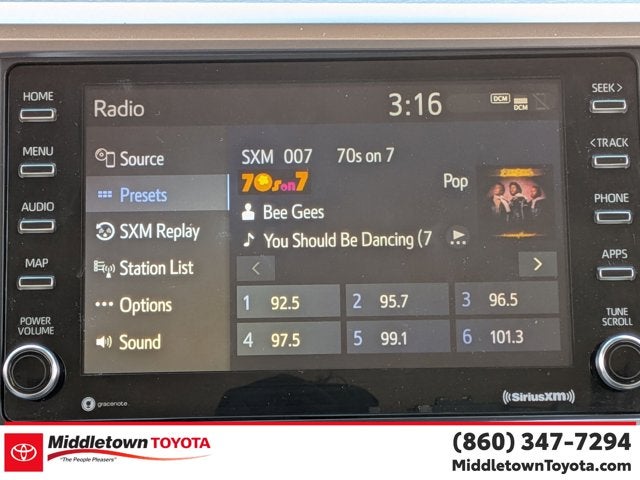 HOME
MENU
AUDIO
MAP
POWER
VOLUME
Radio
3:16
DCM
DCM
Source
Presets
SXM Replay
Station List
Options
Sound
SXM 007 70s on 7
70s on 7
Pop
Bee Gees
You Should Be Dancing (7
1 92.5
2 95.7
3 96.5
4 97.5
5 99.1
6 101.3
SEEK >
< TRACK
PHONE
APPS
TUNE
SCROLL
gracenote.
((SiriusXM))
Middletown TOYOTA
"The People Pleasers"
(860) 347-7294
MiddletownToyota.com